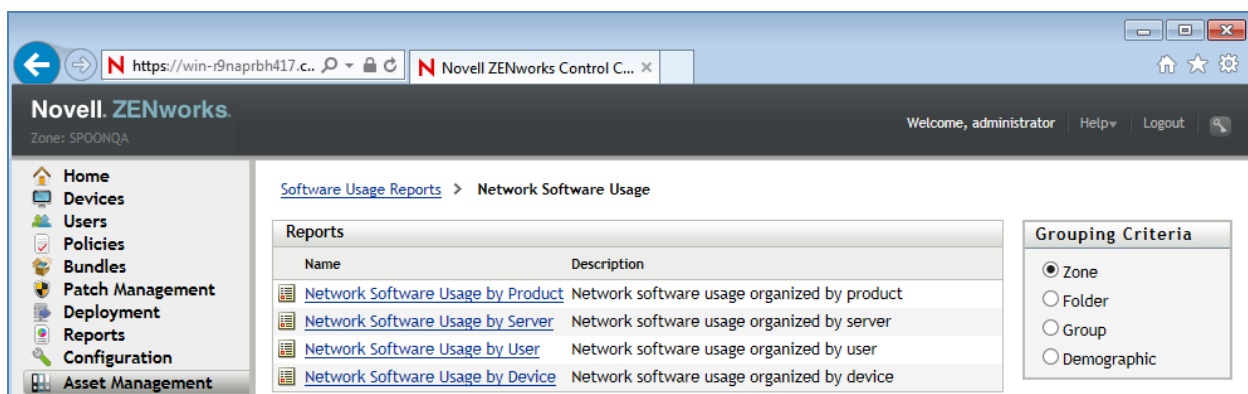 https://win-r9naprbh417.c.. Novell ZENworks Control C...
Novell. ZENworks.
Zone: SPOONQA
Welcome, administrator Help Logout
Home
Devices
Users
Policies
Bundles
Patch Management
Deployment
Reports
Configuration
Asset Management
Software Usage Reports > Network Software Usage
Reports
Name Description
Network Software Usage by Product Network software usage organized by product
Network Software Usage by Server Network software usage organized by server
Network Software Usage by User Network software usage organized by user
Network Software Usage by Device Network software usage organized by device
Grouping Criteria
Zone
Folder
Group
Demographic